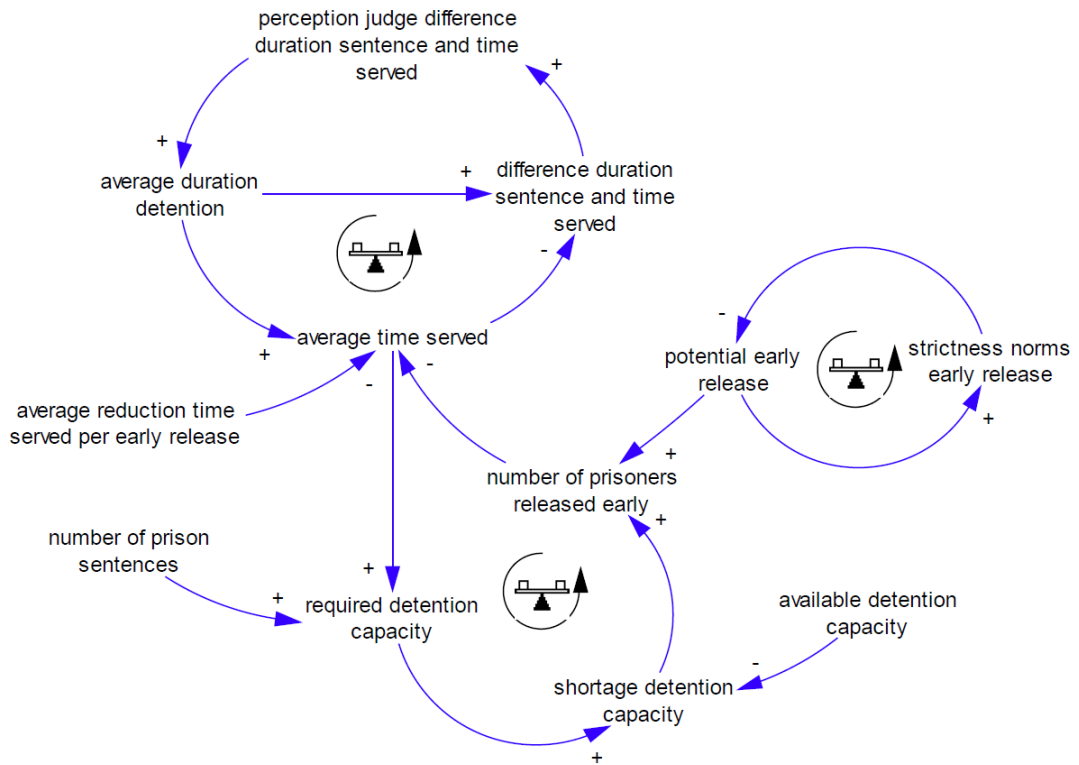 perception judge difference
duration sentence and time
served
+
+
average duration
detention
+
difference duration
sentence and time
served
-
+
average time served
-
-
-
potential early
release
strictness norms
early release
+
average reduction time
served per early release
+
number of prisoners
released early
+
number of prison
sentences
+
+
required detention
capacity
available detention
capacity
-
shortage detention
capacity
+